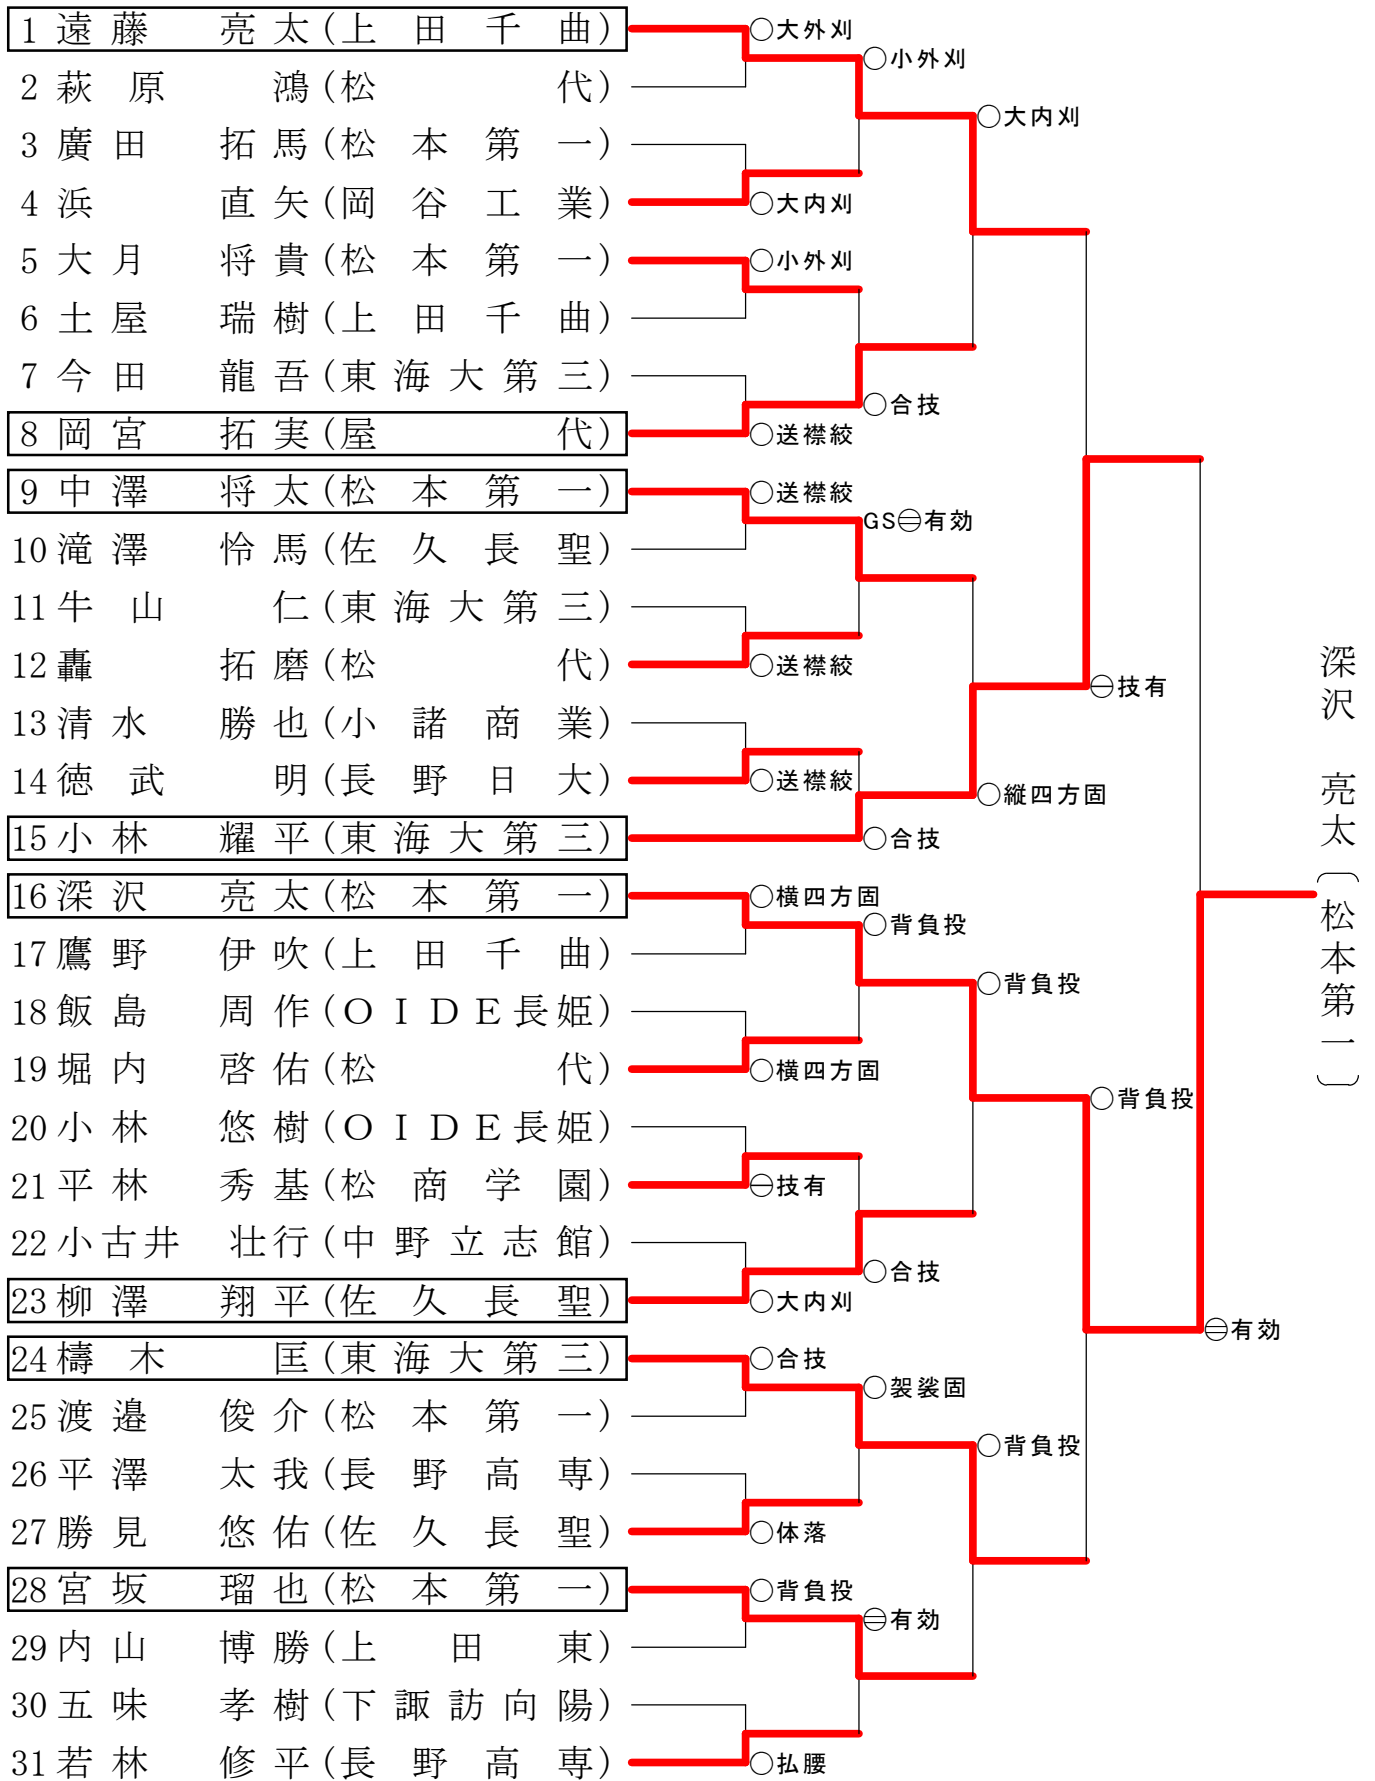 1 遠藤 亮太(上田千曲)
○大外刈
○小外刈
2 萩原 鴻(松代)
○大内刈
3 廣田 拓馬(松本第一)
4 浜 直矢(岡谷工業)
○大内刈
5 大月 将貴(松本第一)
○小外刈
6 土屋 瑞樹(上田千曲)
7 今田 龍吾(東海大第三)
○合技
8 岡宮 拓実(屋代)
○送襟絞
9 中澤 将太(松本第一)
○送襟絞
GS㊀有効
10 滝澤 怜馬(佐久長聖)
11 牛山 仁(東海大第三)
12 轟 拓磨(松代)
○送襟絞
⊖技有
13 清水 勝也(小諸商業)
14 徳武 明(長野日大)
○送襟絞
○縦四方固
15 小林 耀平(東海大第三)
○合技
16 深沢 亮太(松本第一)
○横四方固
○背負投
17 鷹野 伊吹(上田千曲)
○背負投
18 飯島 周作(OIDE長姫)
19 堀内 啓佑(松代)
○横四方固
○背負投
20 小林 悠樹(OIDE長姫)
21 平林 秀基(松商学園)
⊖技有
22 小古井 壮行(中野立志館)
○合技
23 柳澤 翔平(佐久長聖)
○大内刈
㊀有効
24 檮木 匡(東海大第三)
○合技
○袈裟固
25 渡邉 俊介(松本第一)
○背負投
26 平澤 太我(長野高専)
27 勝見 悠佑(佐久長聖)
○体落
28 宮坂 瑠也(松本第一)
○背負投
㊀有効
29 内山 博勝(上田東)
30 五味 孝樹(下諏訪向陽)
31 若林 修平(長野高専)
○払腰
深沢 亮太(松本第一)